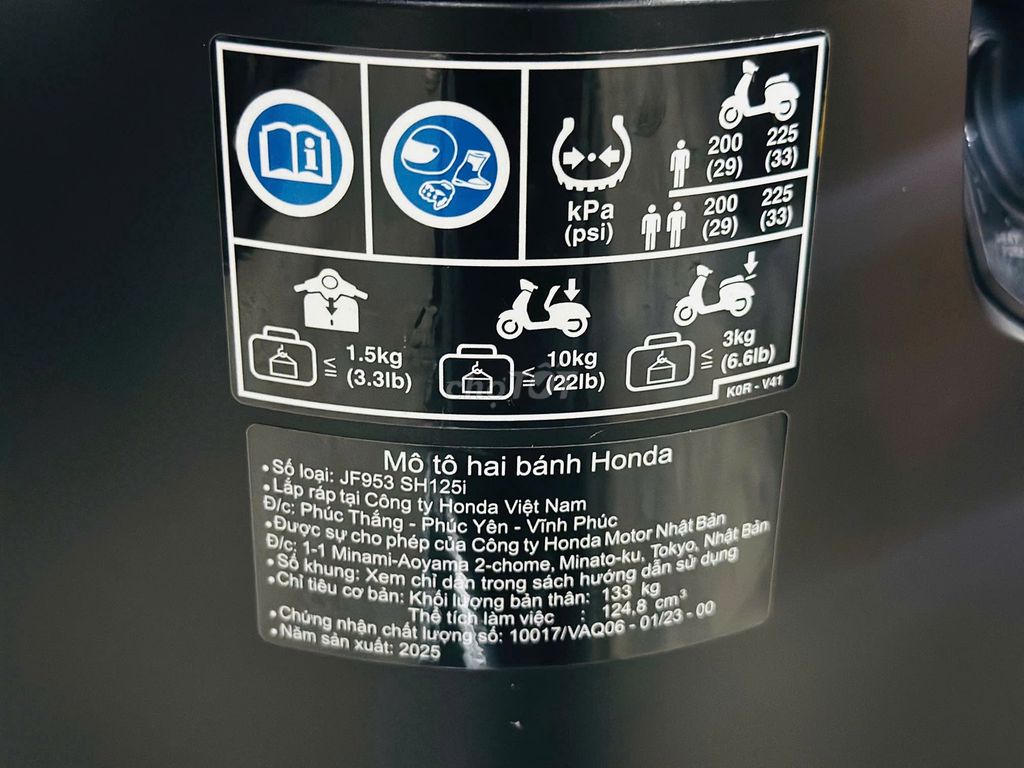 200 225
(29) (33)
kPa
(psi)
200 225
(29) (33)
≤ 1.5kg
(3.3lb)
≤ 10kg
(22lb)
≤ 3kg
(6.6lb)
K0R - V41
chợTỐT
Mô tô hai bánh Honda
• Số loại: JF953 SH125i
• Lắp ráp tại Công ty Honda Việt Nam
Đ/c: Phúc Thắng - Phúc Yên - Vĩnh Phúc
• Được sự cho phép của Công ty Honda Motor Nhật Bản
Đ/c: 1-1 Minami-Aoyama 2-chome, Minato-ku, Tokyo, Nhật Bản
• Số khung: Xem chỉ dẫn trong sách hướng dẫn sử dụng
• Chỉ tiêu cơ bản: Khối lượng bản thân: 133 kg
Thể tích làm việc : 124,8 cm³
• Chứng nhận chất lượng số: 10017/VAQ06 - 01/23 - 00
• Năm sản xuất: 2025